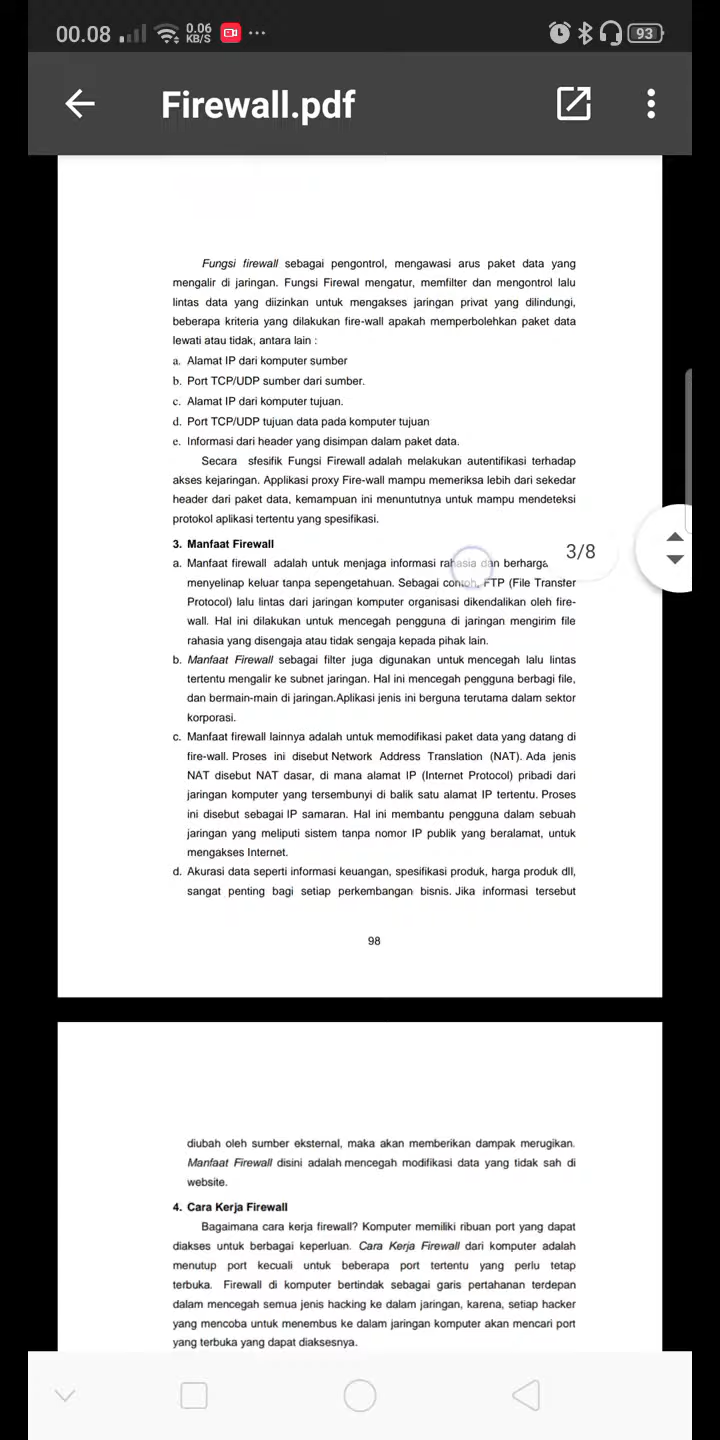 00.08 0.06 KB/S ... 93
Firewall.pdf
Fungsi firewall sebagai pengontrol, mengawasi arus paket data yang
mengalir di jaringan. Fungsi Firewal mengatur, memfilter dan mengontrol lalu
lintas data yang diizinkan untuk mengakses jaringan privat yang dilindungi,
beberapa kriteria yang dilakukan fire-wall apakah memperbolehkan paket data
lewati atau tidak, antara lain :
a. Alamat IP dari komputer sumber
b. Port TCP/UDP sumber dari sumber.
c. Alamat IP dari komputer tujuan.
d. Port TCP/UDP tujuan data pada komputer tujuan
e. Informasi dari header yang disimpan dalam paket data.
Secara sfesifik Fungsi Firewall adalah melakukan autentifikasi terhadap
akses kejaringan. Applikasi proxy Fire-wall mampu memeriksa lebih dari sekedar
header dari paket data, kemampuan ini menuntutnya untuk mampu mendeteksi
protokol aplikasi tertentu yang spesifikasi.
3. Manfaat Firewall
a. Manfaat firewall adalah untuk menjaga informasi rahasia dan berharga
3/8
menyelinap keluar tanpa sepengetahuan. Sebagai contoh, FTP (File Transfer
Protocol) lalu lintas dari jaringan komputer organisasi dikendalikan oleh fire-
wall. Hal ini dilakukan untuk mencegah pengguna di jaringan mengirim file
rahasia yang disengaja atau tidak sengaja kepada pihak lain.
b. Manfaat Firewall sebagai filter juga digunakan untuk mencegah lalu lintas
tertentu mengalir ke subnet jaringan. Hal ini mencegah pengguna berbagi file,
dan bermain-main di jaringan.Aplikasi jenis ini berguna terutama dalam sektor
korporasi.
c. Manfaat firewall lainnya adalah untuk memodifikasi paket data yang datang di
fire-wall. Proses ini disebut Network Address Translation (NAT). Ada jenis
NAT disebut NAT dasar, di mana alamat IP (Internet Protocol) pribadi dari
jaringan komputer yang tersembunyi di balik satu alamat IP tertentu. Proses
ini disebut sebagai IP samaran. Hal ini membantu pengguna dalam sebuah
jaringan yang meliputi sistem tanpa nomor IP publik yang beralamat, untuk
mengakses Internet.
d. Akurasi data seperti informasi keuangan, spesifikasi produk, harga produk dll,
sangat penting bagi setiap perkembangan bisnis. Jika informasi tersebut
98
diubah oleh sumber eksternal, maka akan memberikan dampak merugikan.
Manfaat Firewall disini adalah mencegah modifikasi data yang tidak sah di
website.
4. Cara Kerja Firewall
Bagaimana cara kerja firewall? Komputer memiliki ribuan port yang dapat
diakses untuk berbagai keperluan. Cara Kerja Firewall dari komputer adalah
menutup port kecuali untuk beberapa port tertentu yang perlu tetap
terbuka. Firewall di komputer bertindak sebagai garis pertahanan terdepan
dalam mencegah semua jenis hacking ke dalam jaringan, karena, setiap hacker
yang mencoba untuk menembus ke dalam jaringan komputer akan mencari port
yang terbuka yang dapat diaksesnya.